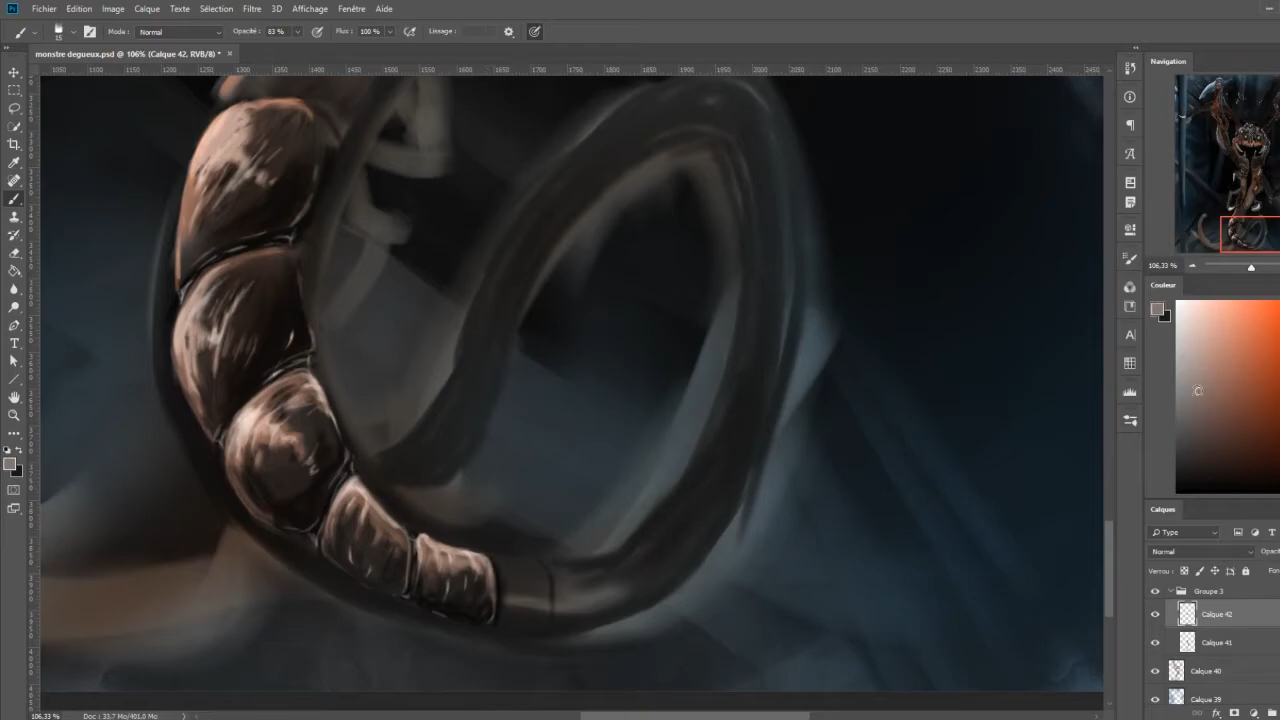 Fichier Edition Image Calque Texte Sélection Filtre 3D Affichage Fenêtre Aide
15 Mode : Normal Opacité : 83 % Flux : 100 % Lissage :
monstre degueux.psd @ 106% (Calque 42, RVB/8) *
1050 1100 1150 1200 1250 1300 1350 1400 1450 1500 1550 1600 1650 1700 1750 1800 1850 1900 1950 2000 2050 2100 2150 2200 2250 2300 2350 2400 2450
Navigation
106,33 %
Couleur
Calques
Type
Normal
Verrou :
Groupe 3
Calque 42
Calque 41
Calque 40
Calque 39
106,33 % Doc : 33,7 Mo/401,0 Mo